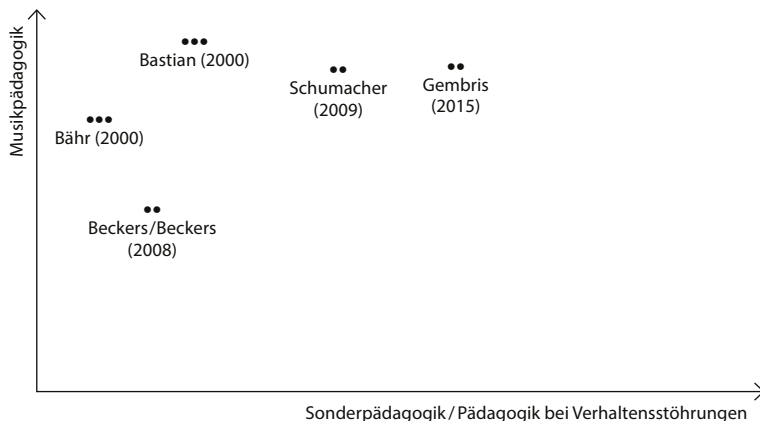 Musikpädagogik
Bastian (2000)
Schumacher
(2009)
Gembris
(2015)
Bähr (2000)
Beckers/Beckers
(2008)
Sonderpädagogik / Pädagogik bei Verhaltensstöhrungen